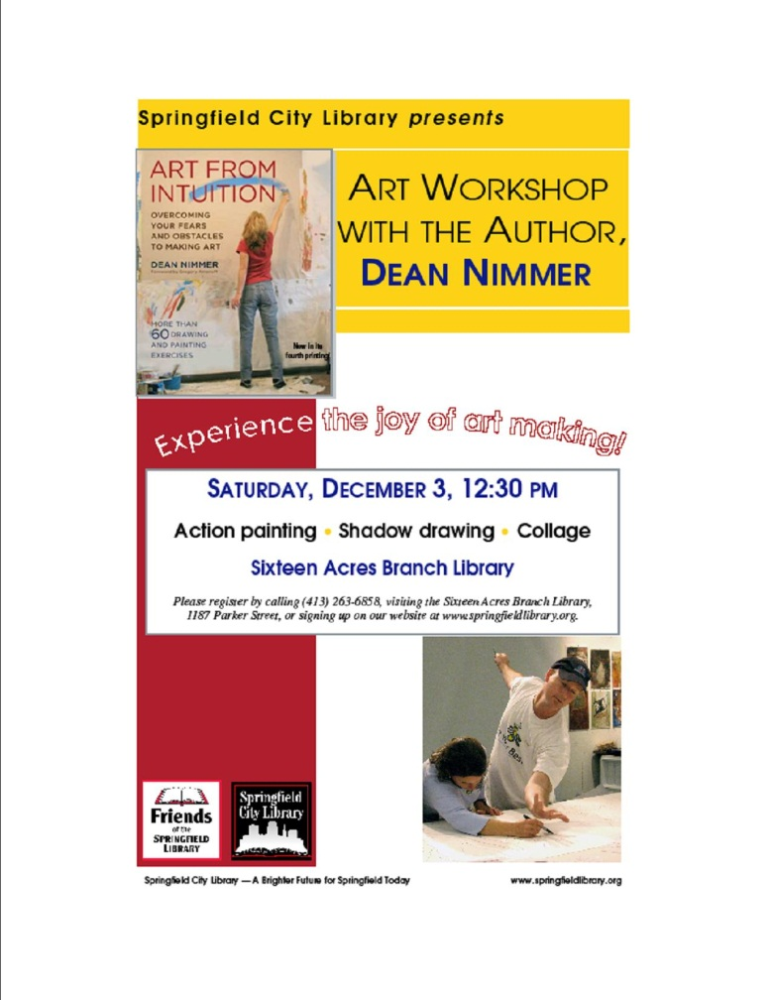 Springfield City Library presents
ART FROM
INTUITION
OVERCOMING
YOUR FEARS
AND OBSTACLES
TO MAKING ART
DEAN NIMMER
MORE THAN
60 DRAWING
AND PAINTING
EXERCISES
Now in its
fourth printing!
ART WORKSHOP
WITH THE AUTHOR,
DEAN NIMMER
Experience the joy of art making!
SATURDAY, DECEMBER 3, 12:30 PM
Action painting • Shadow drawing • Collage
Sixteen Acres Branch Library
Please register by calling (413) 263-6858, visiting the Sixteen Acres Branch Library,
1187 Parker Street, or signing up on our website at www.springfieldlibrary.org.
Friends
of the
SPRINGFIELD
LIBRARY
Springfield
City Library
Springfield City Library — A Brighter Future for Springfield Today
www.springfieldlibrary.org